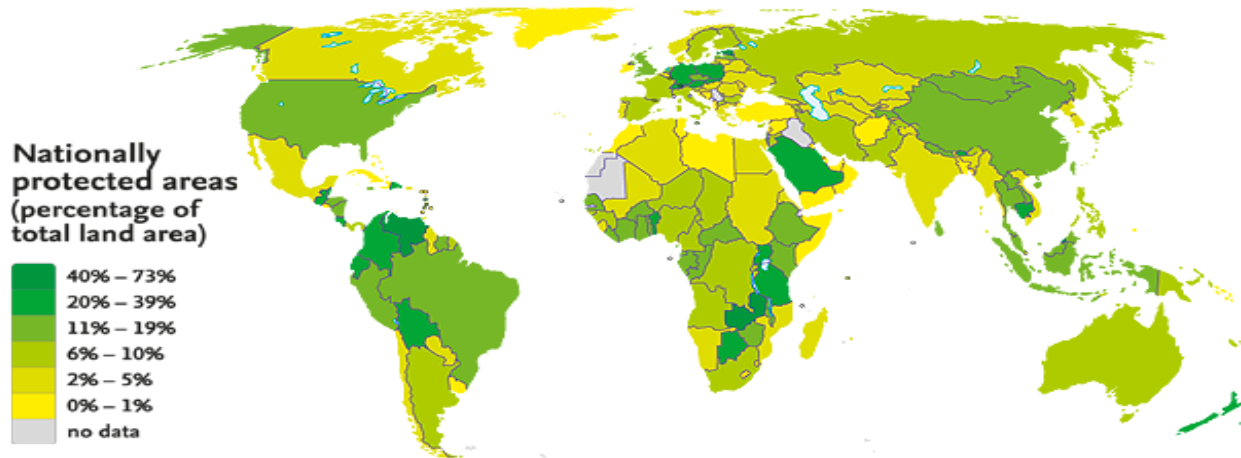 Nationally
protected areas
(percentage of
total land area)
40% – 73%
20% – 39%
11% – 19%
6% – 10%
2% – 5%
0% – 1%
no data